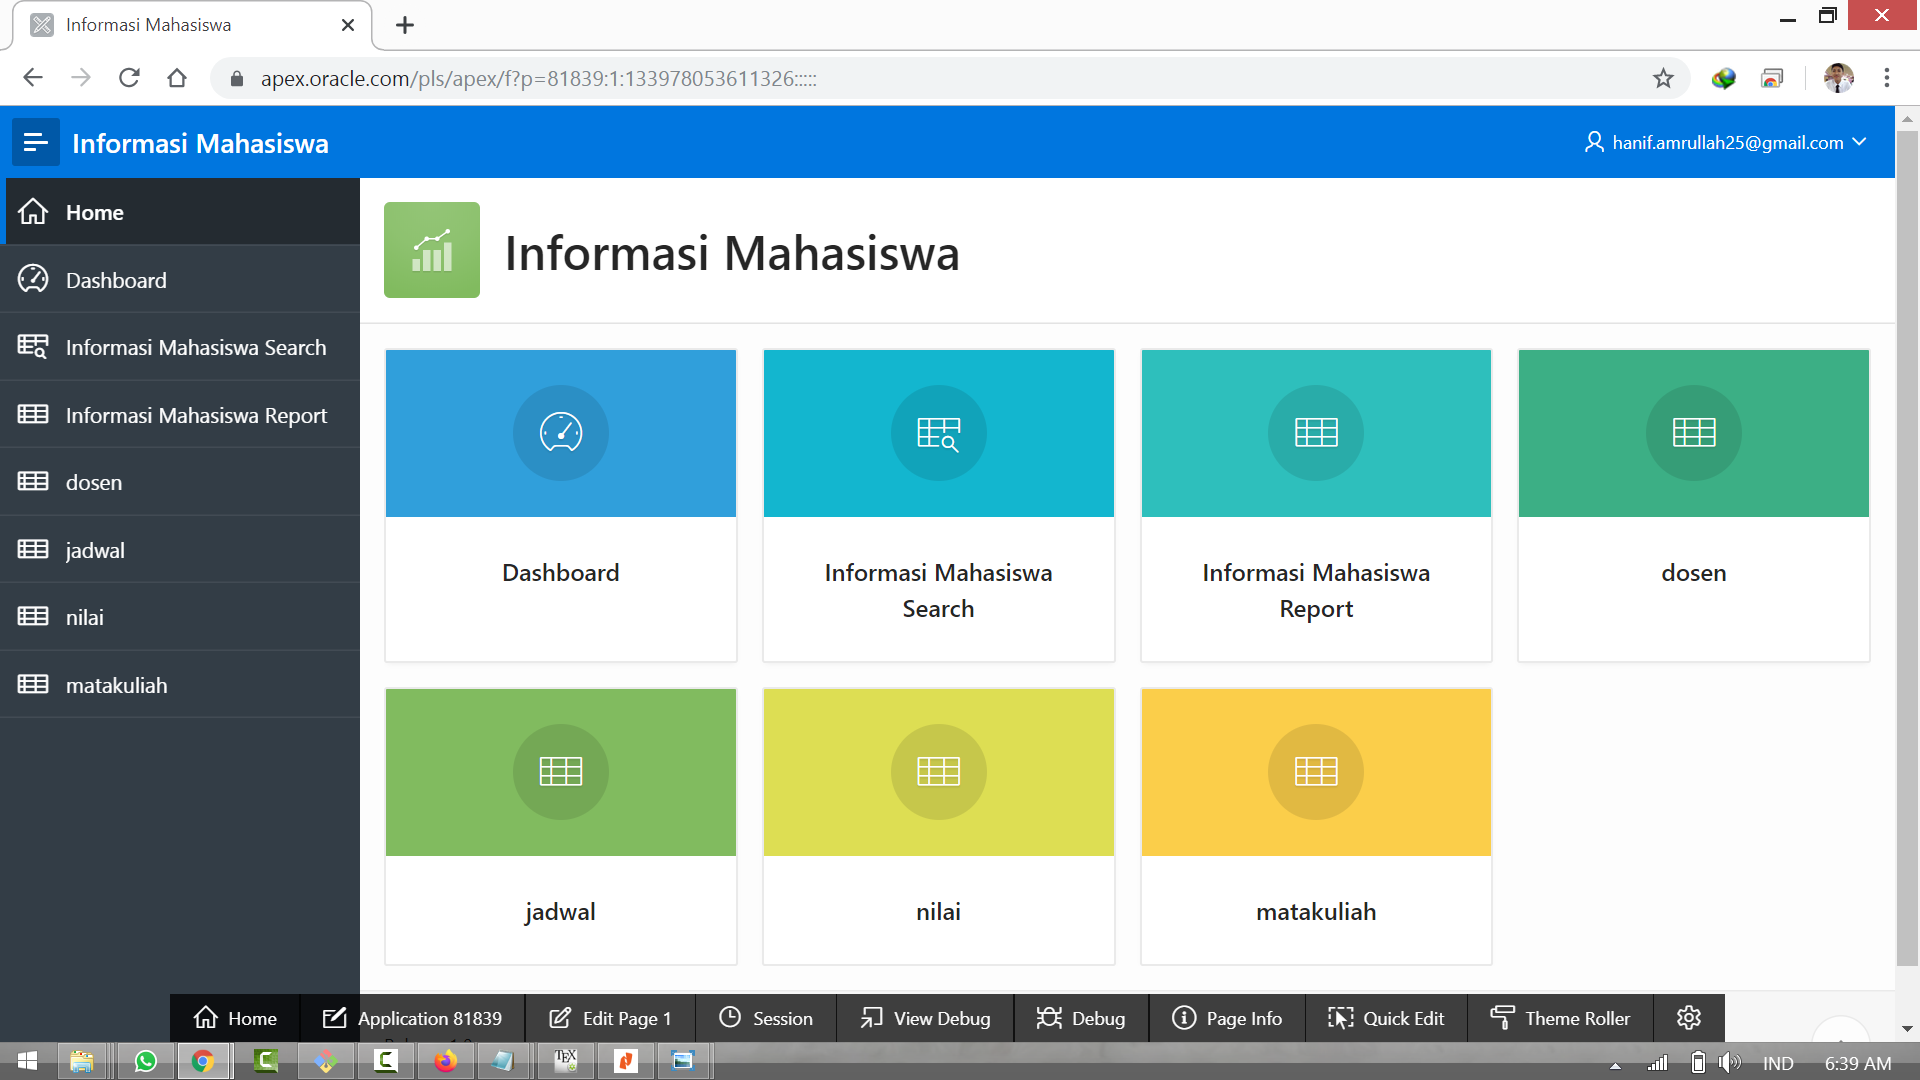 Informasi Mahasiswa
apex.oracle.com/pls/apex/f?p=81839:1:133978053611326:::::
Informasi Mahasiswa
hanif.amrullah25@gmail.com
Home
Dashboard
Informasi Mahasiswa Search
Informasi Mahasiswa Report
dosen
jadwal
nilai
matakuliah
Informasi Mahasiswa
Dashboard
Informasi Mahasiswa
Search
Informasi Mahasiswa
Report
dosen
jadwal
nilai
matakuliah
Home
Application 81839
Edit Page 1
Session
View Debug
Debug
Page Info
Quick Edit
Theme Roller
TEX
IND
6:39 AM